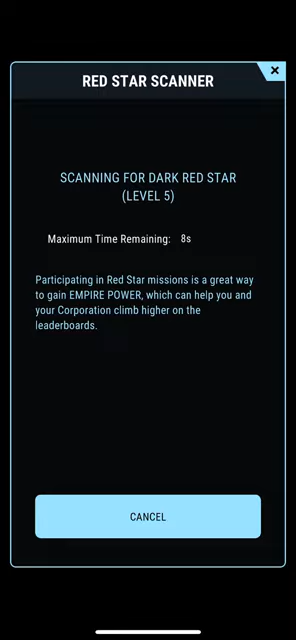 RED STAR SCANNER
×
SCANNING FOR DARK RED STAR
(LEVEL 5)
Maximum Time Remaining: 8s
Participating in Red Star missions is a great way
to gain EMPIRE POWER, which can help you and
your Corporation climb higher on the
leaderboards.
CANCEL